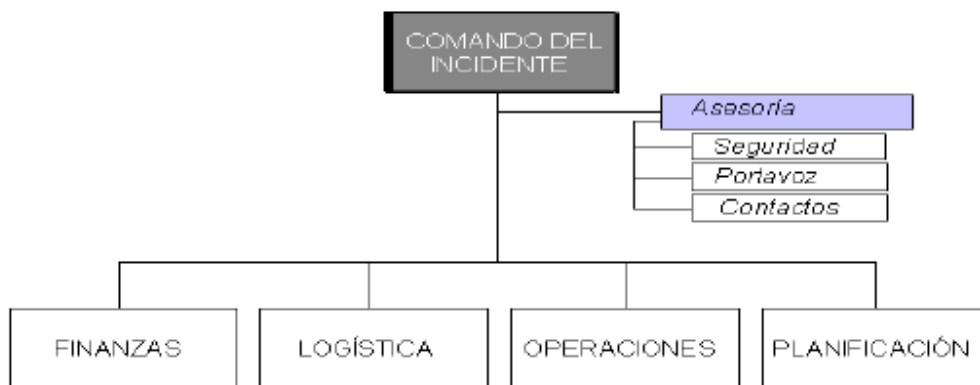 COMANDO DEL
INCIDENTE
Asesoría
Seguridad
Portavoz
Contactos
FINANZAS
LOGÍSTICA
OPERACIONES
PLANIFICACIÓN